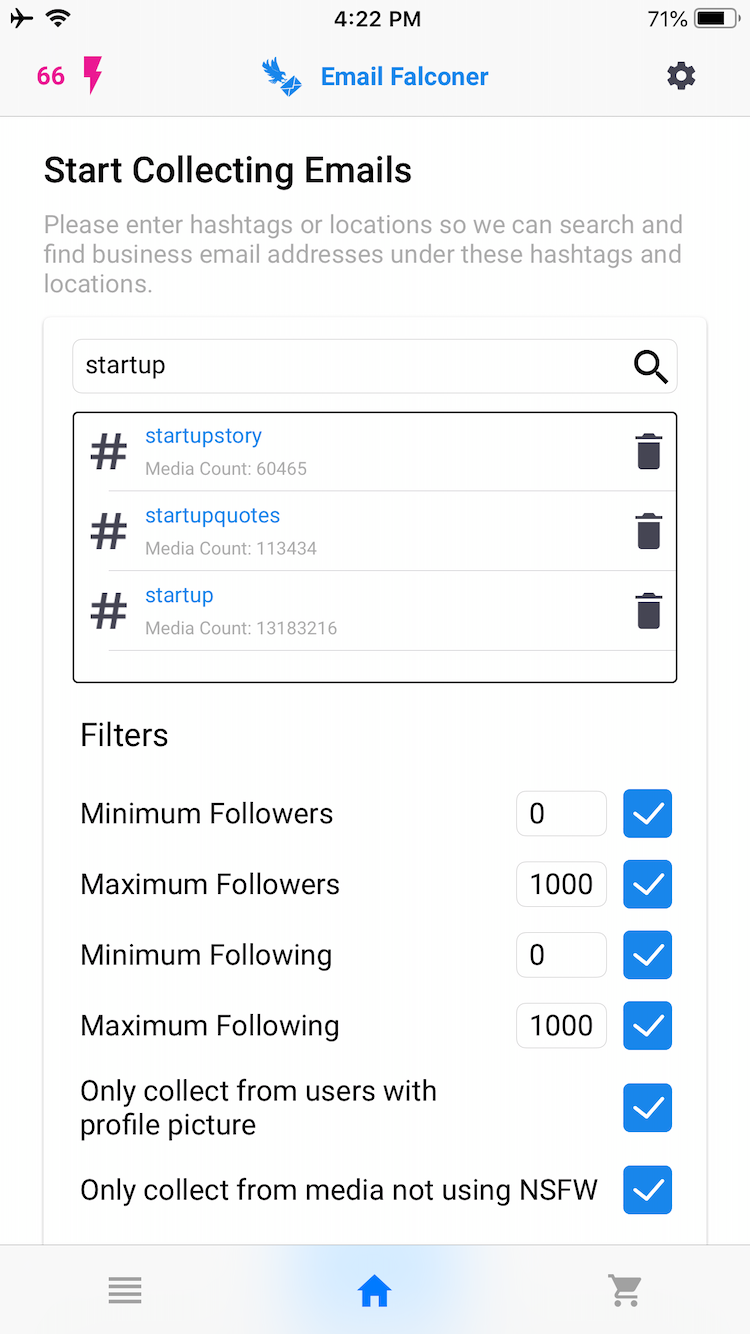 4:22 PM
71%
66
Email Falconer
Start Collecting Emails
Please enter hashtags or locations so we can search and
find business email addresses under these hashtags and
locations.
startup
# startupstory
Media Count: 60465
# startupquotes
Media Count: 113434
# startup
Media Count: 13183216
Filters
Minimum Followers 0
Maximum Followers 1000
Minimum Following 0
Maximum Following 1000
Only collect from users with
profile picture
Only collect from media not using NSFW